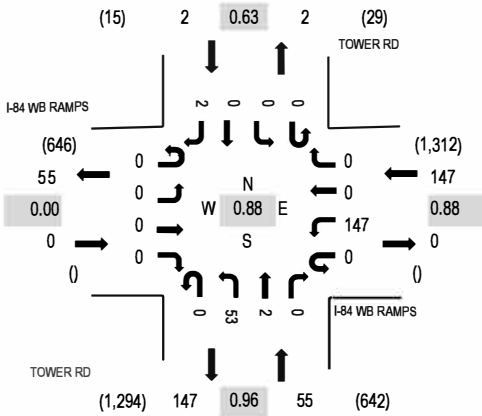 (15) 2 0.63 2 (29)
TOWER RD
I-84 WB RAMPS
2 0 0 0
(646) (1,312)
0 0
55 147
N
0 0
0.00 W 0.88 E 0.88
0 147
0 S 0
0 0
() ()
0 53 2 0
I-84 WB RAMPS
TOWER RD
(1,294) 147 0.96 55 (642)